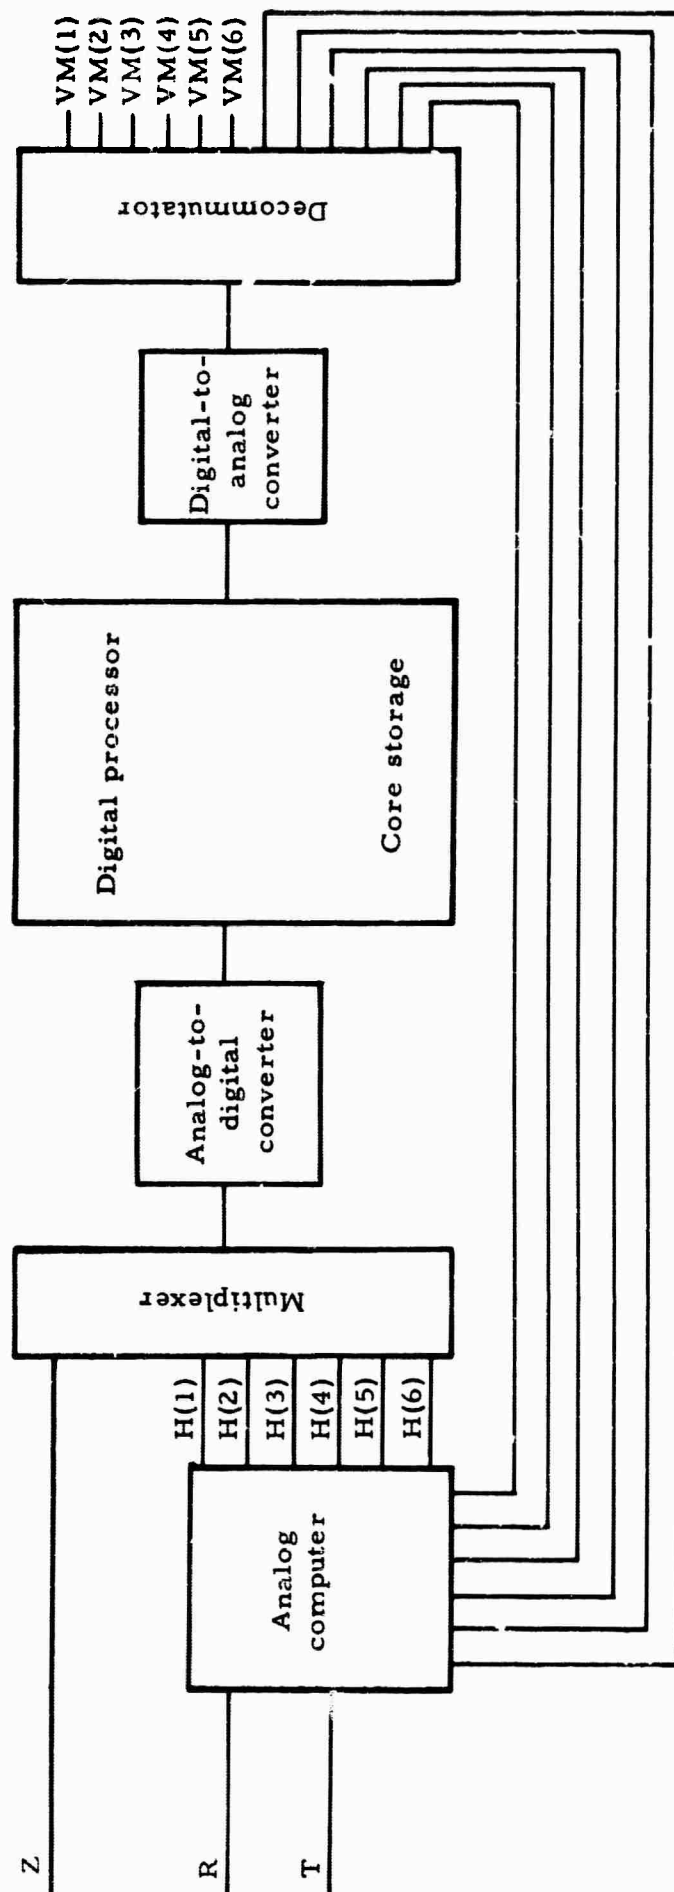 Z
R
T
Analog
computer
H(1)
H(2)
H(3)
H(4)
H(5)
H(6)
Multiplexer
Analog-to-
digital
converter
Digital processor
Core storage
Digital-to-
analog
converter
Decommutator
VM(1)
VM(2)
VM(3)
VM(4)
VM(5)
VM(6)